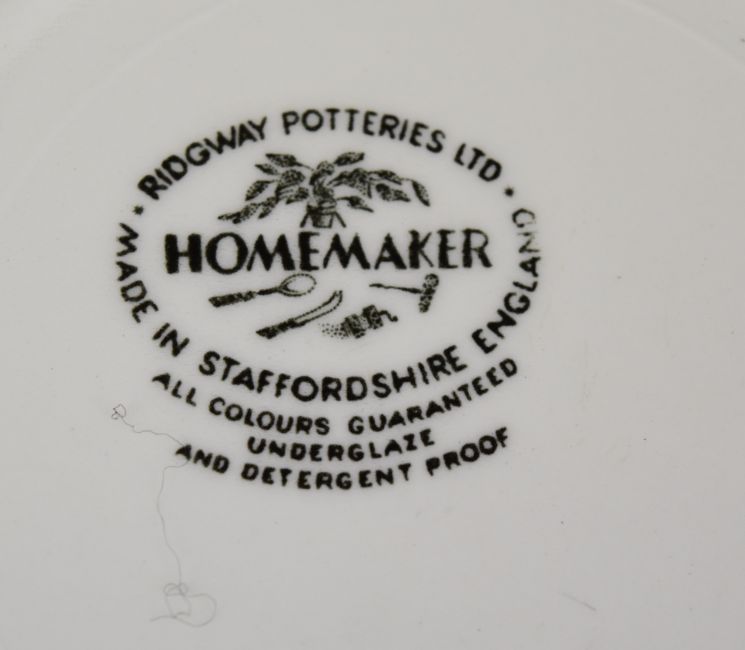 • RIDGWAY POTTERIES LTD •
HOMEMAKER
MADE IN STAFFORDSHIRE ENGLAND
ALL COLOURS GUARANTEED
UNDERGLAZE
AND DETERGENT PROOF